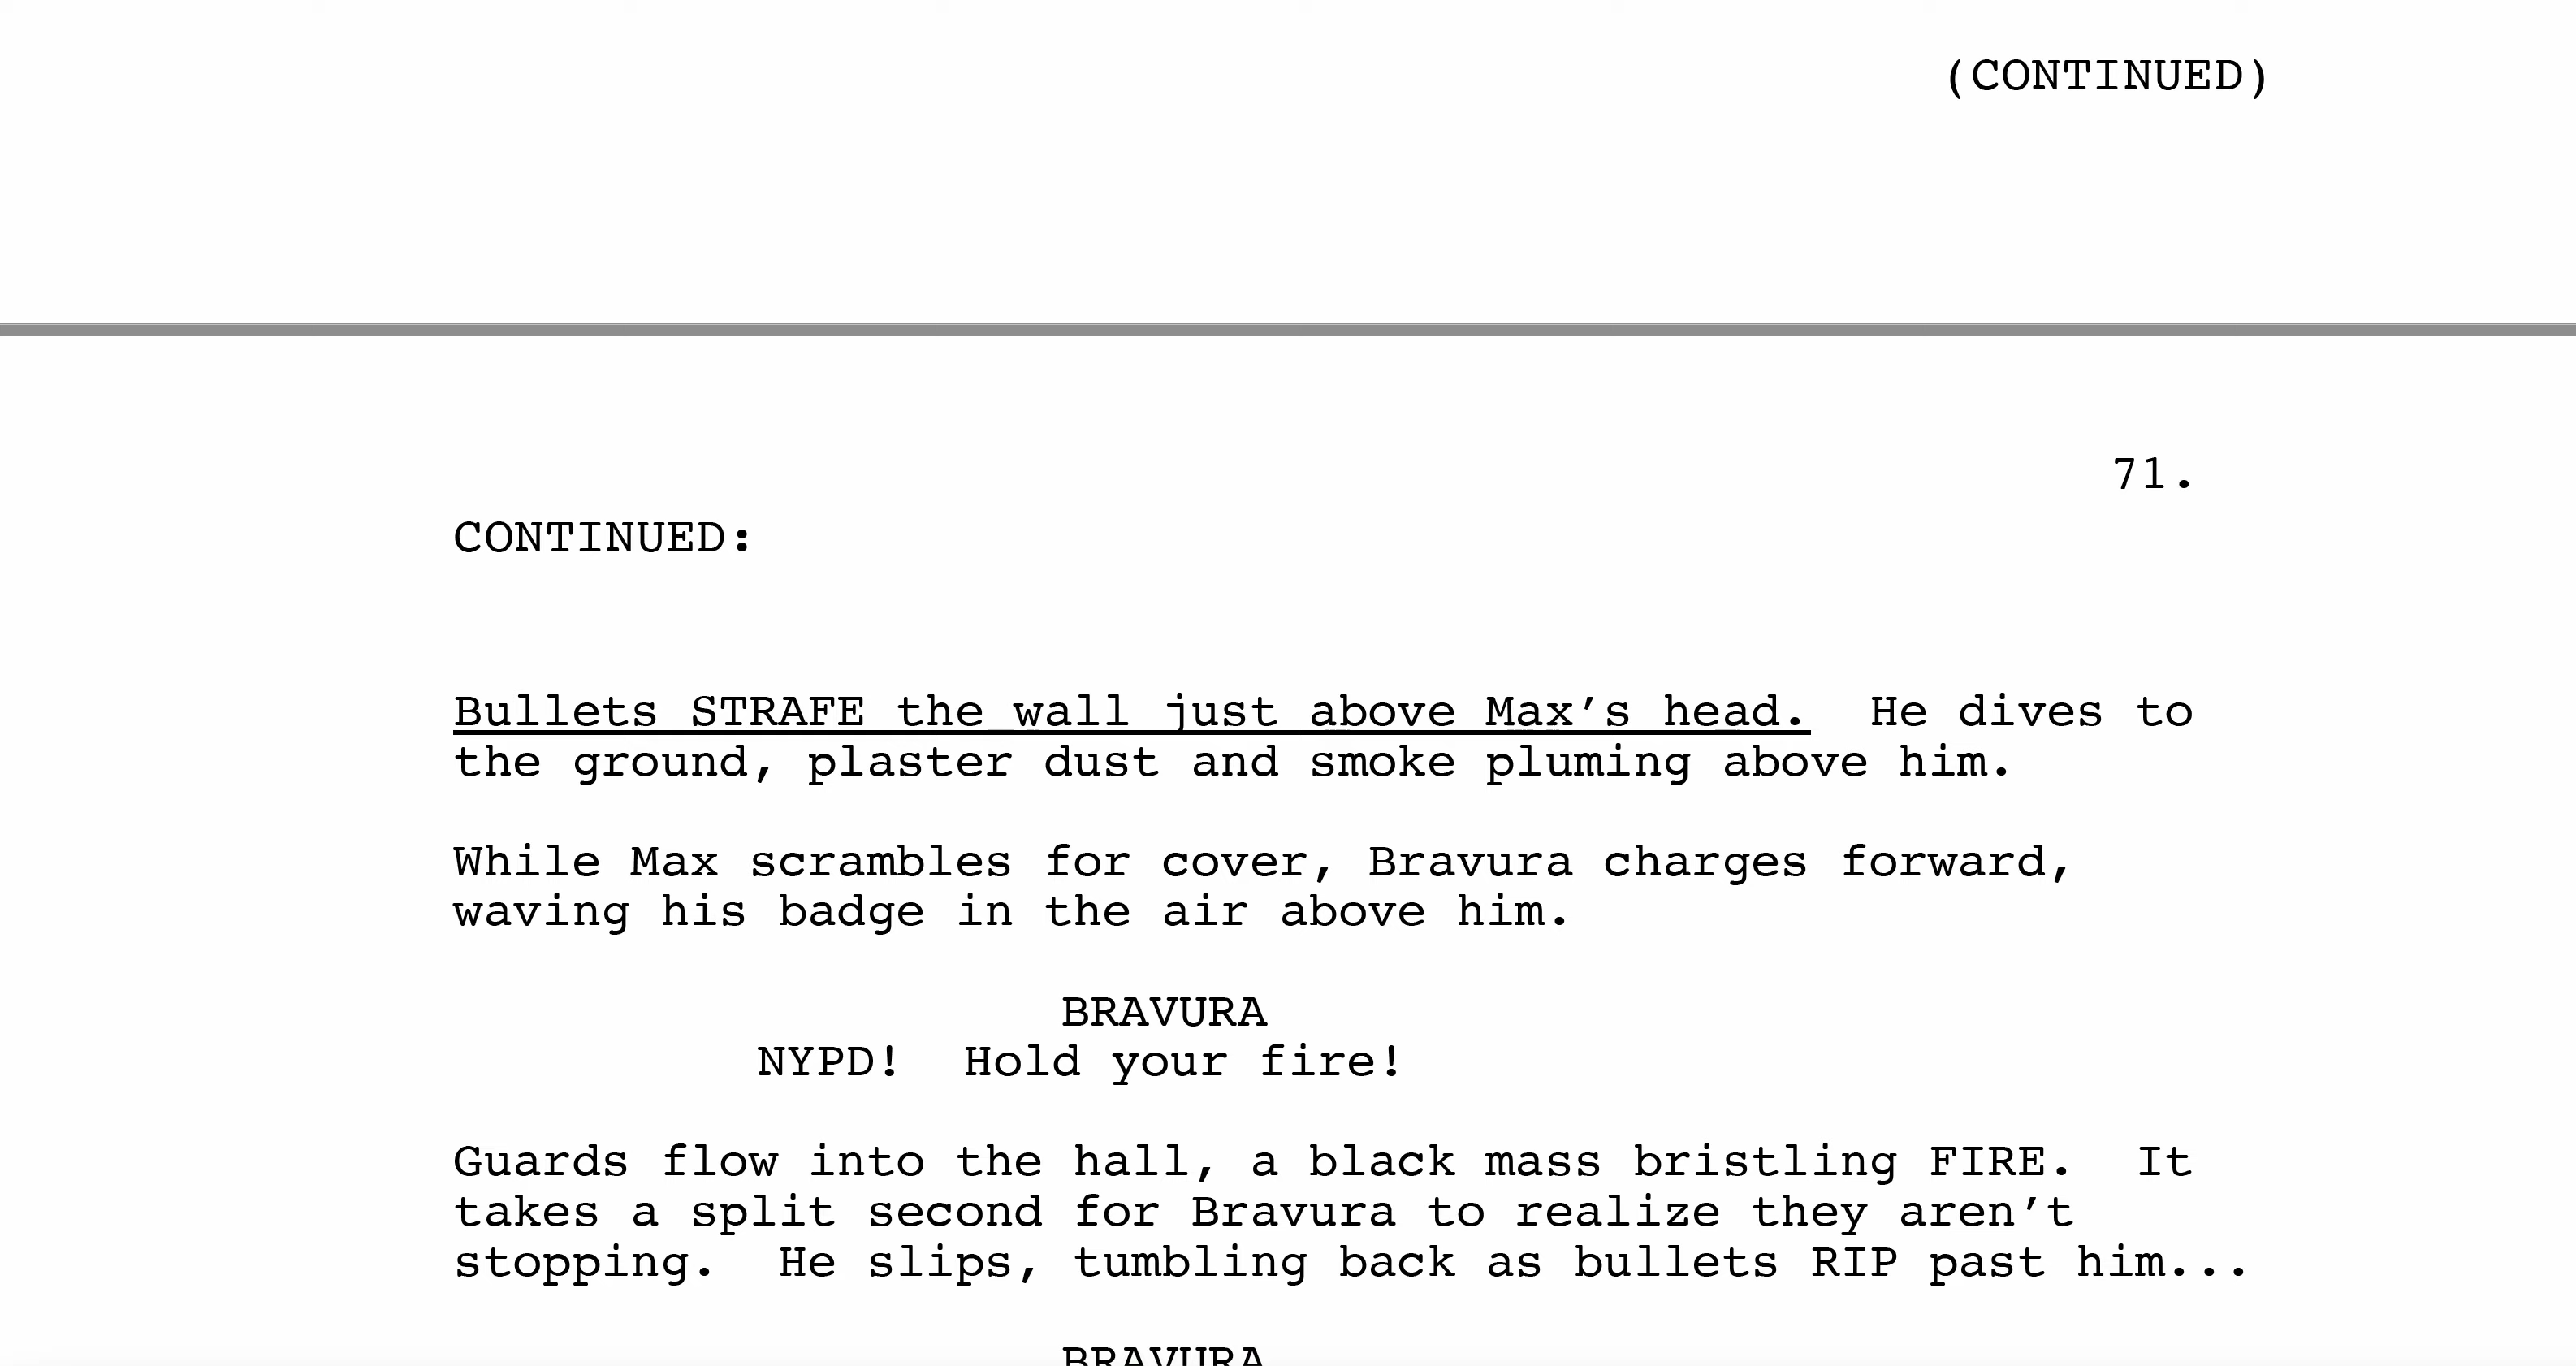 (CONTINUED)
71.
CONTINUED:
Bullets STRAFE the wall just above Max’s head.  He dives to
the ground, plaster dust and smoke pluming above him.
While Max scrambles for cover, Bravura charges forward,
waving his badge in the air above him.
BRAVURA
NYPD!  Hold your fire!
Guards flow into the hall, a black mass bristling FIRE.  It
takes a split second for Bravura to realize they aren’t
stopping.  He slips, tumbling back as bullets RIP past him...
BRAVURA